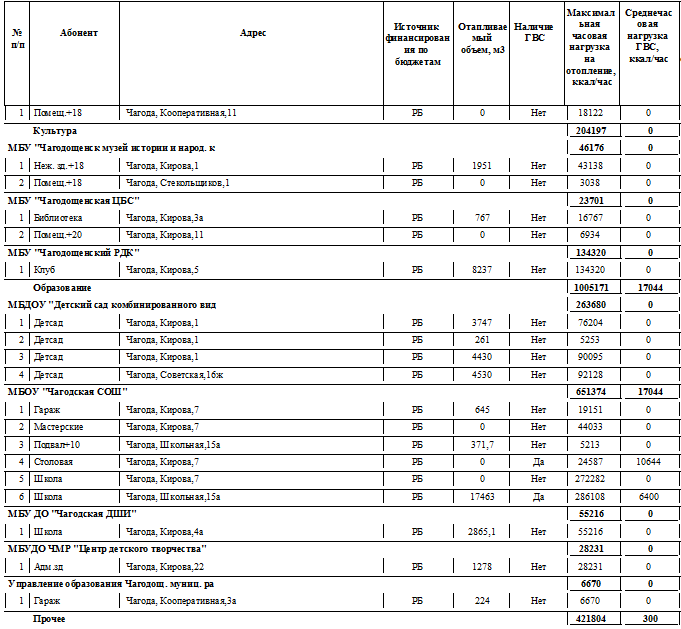 № п/п Абонент Адрес Источник финансирования по бюджетам Отапливаемый объем, м3 Наличие ГВС Максимальная часовая нагрузка на отопление, ккал/час Среднечасовая нагрузка ГВС, ккал/час
1 Помещ.+18 Чагода, Кооперативная,11 РБ 0 Нет 18122 0
Культура 204197 0
МБУ "Чагодощенск музей истории и народ. к 46176 0
1 Неж. зд.+18 Чагода, Кирова,1 РБ 1951 Нет 43138 0
2 Помещ.+18 Чагода, Стекольщиков,1 РБ 0 Нет 3038 0
МБУ "Чагодощенская ЦБС" 23701 0
1 Библиотека Чагода, Кирова,3а РБ 767 Нет 16767 0
2 Помещ.+20 Чагода, Кирова,11 РБ 0 Нет 6934 0
МБУ "Чагодощенский РДК" 134320 0
1 Клуб Чагода, Кирова,5 РБ 8237 Нет 134320 0
Образование 1005171 17044
МБДОУ "Детский сад комбинированного вид 263680 0
1 Детсад Чагода, Кирова,1 РБ 3747 Нет 76204 0
2 Детсад Чагода, Кирова,1 РБ 261 Нет 5253 0
3 Детсад Чагода, Кирова,1 РБ 4430 Нет 90095 0
4 Детсад Чагода, Советская,16ж РБ 4530 Нет 92128 0
МБОУ "Чагодская СОШ" 651374 17044
1 Гараж Чагода, Кирова,7 РБ 645 Нет 19151 0
2 Мастерские Чагода, Кирова,7 РБ 0 Нет 44033 0
3 Подвал+10 Чагода, Школьная,15а РБ 371,7 Нет 5213 0
4 Столовая Чагода, Кирова,7 РБ 0 Да 24587 10644
5 Школа Чагода, Кирова,7 РБ 0 Нет 272282 0
6 Школа Чагода, Школьная,15а РБ 17463 Да 286108 6400
МБУ ДО "Чагодская ДШИ" 55216 0
1 Школа Чагода, Кирова,4а РБ 2865,1 Нет 55216 0
МБУДО ЧМР "Центр детского творчества" 28231 0
1 Адм.зд Чагода, Кирова,22 РБ 1278 Нет 28231 0
Управление образования Чагодощ. муниц. ра 6670 0
1 Гараж Чагода, Кооперативная,3а РБ 224 Нет 6670 0
Прочее 421804 300